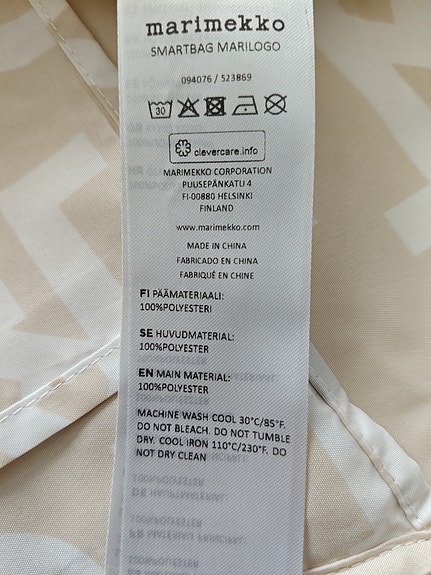 marimekko
SMARTBAG MARILOGO
094076 / 523869
30
clevercare.info
MARIMEKKO CORPORATION
PUUSEPÄNKATU 4
FI-00880 HELSINKI
FINLAND
www.marimekko.com
MADE IN CHINA
FABRICADO EN CHINA
FABRIQUÉ EN CHINE
FI PÄÄMATERIAALI:
100%POLYESTERI
SE HUVUDMATERIAL:
100%POLYESTER
EN MAIN MATERIAL:
100%POLYESTER
MACHINE WASH COOL 30°C/85°F.
DO NOT BLEACH. DO NOT TUMBLE
DRY. COOL IRON 110°C/230°F. DO
NOT DRY CLEAN